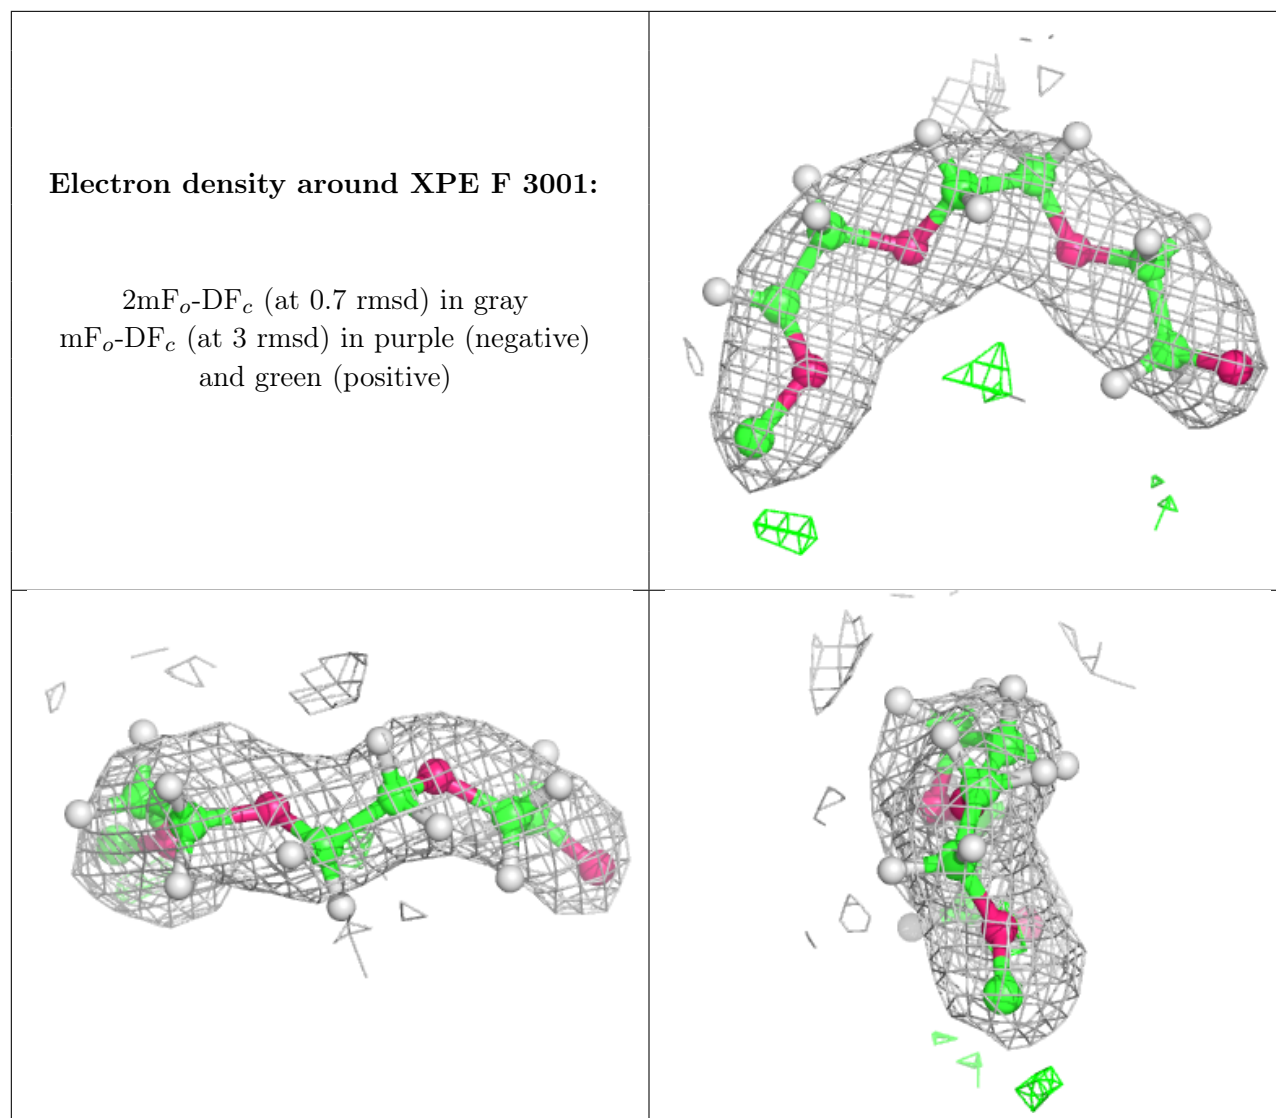 Electron density around XPE F 3001:
2mFo-DFc (at 0.7 rmsd) in gray
mFo-DFc (at 3 rmsd) in purple (negative)
and green (positive)